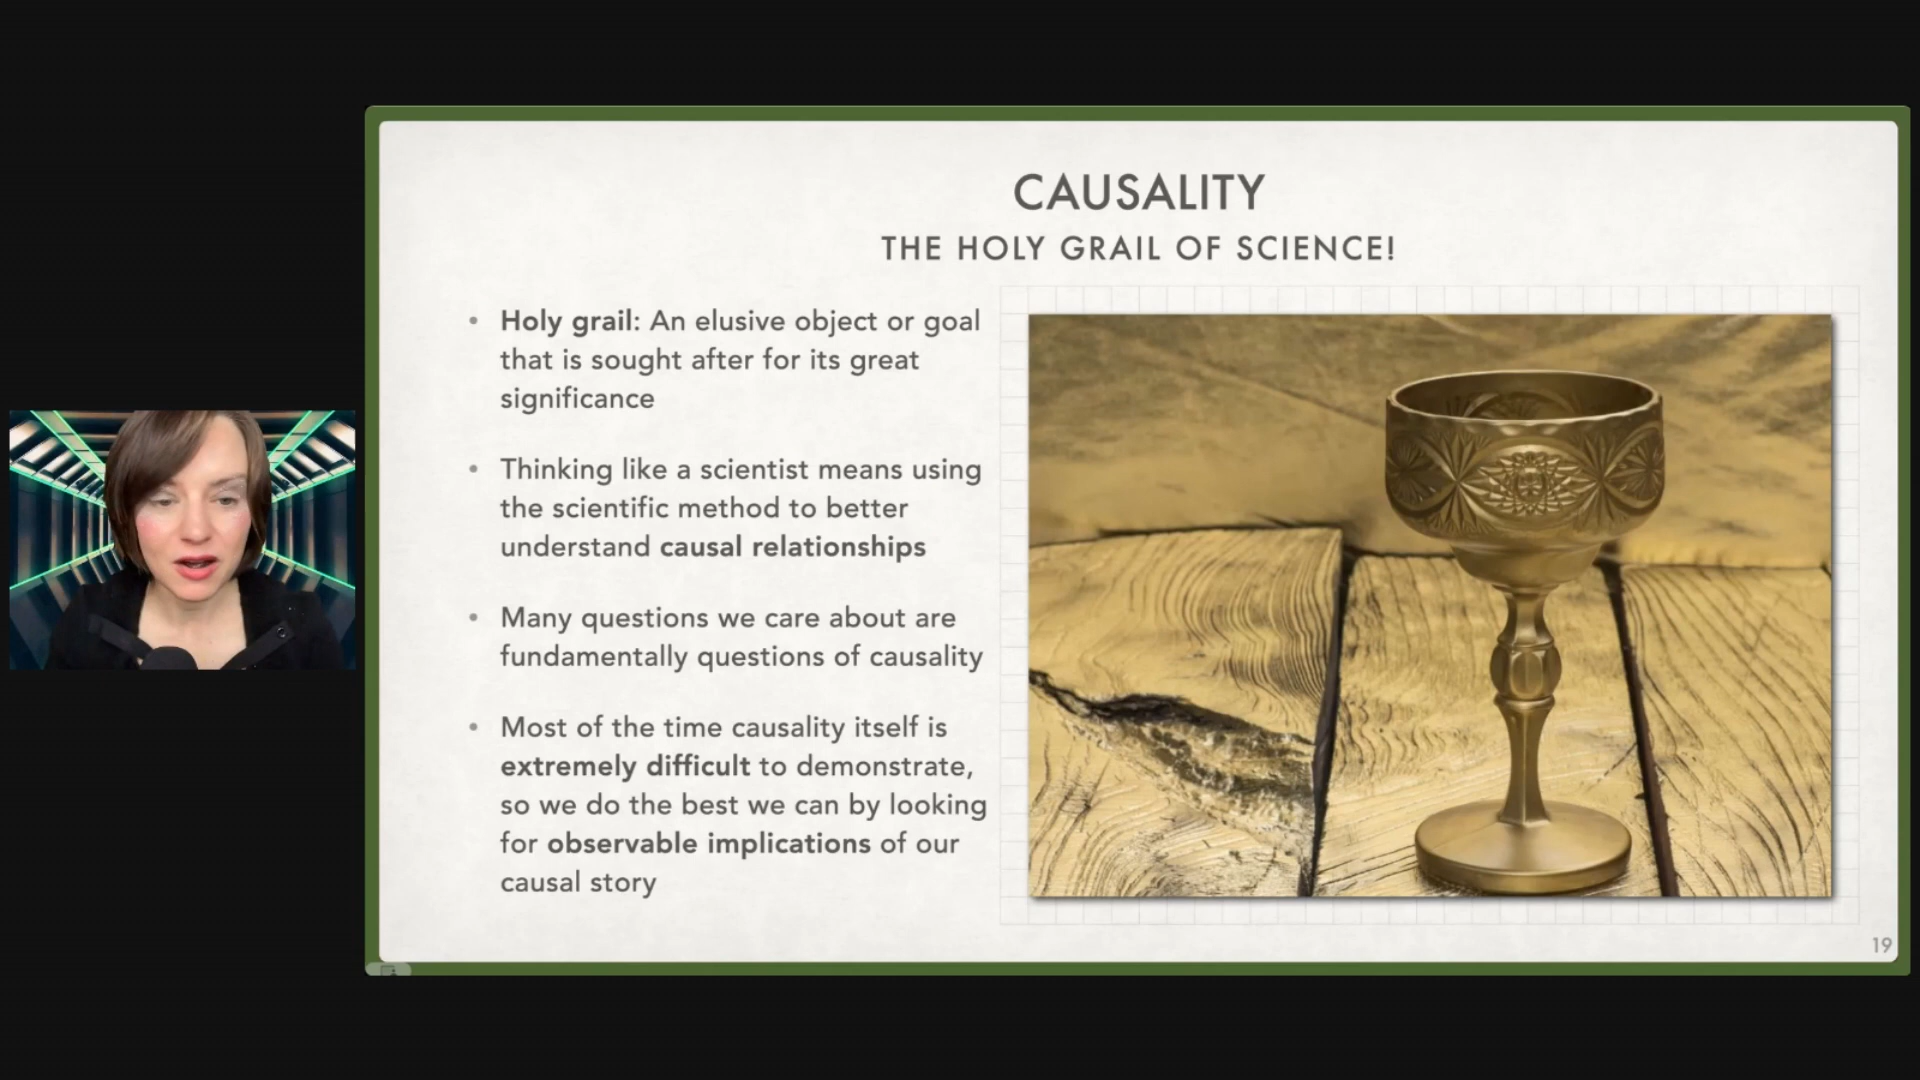 CAUSALITY
THE HOLY GRAIL OF SCIENCE!
• Holy grail: An elusive object or goal
that is sought after for its great
significance
• Thinking like a scientist means using
the scientific method to better
understand causal relationships
• Many questions we care about are
fundamentally questions of causality
• Most of the time causality itself is
extremely difficult to demonstrate,
so we do the best we can by looking
for observable implications of our
causal story
19